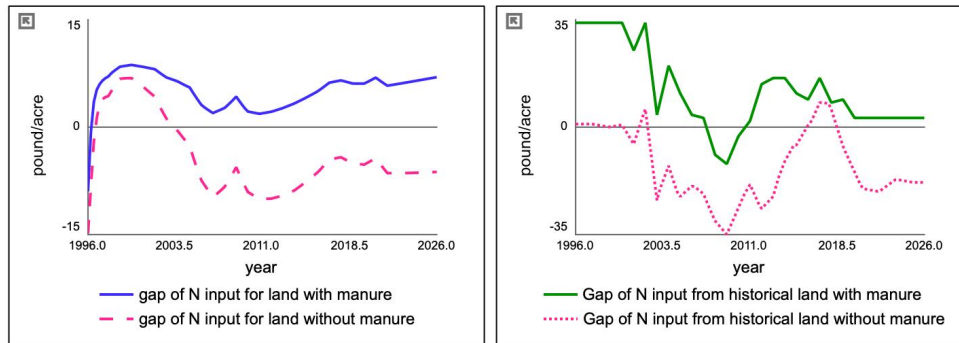 15
0
-15
pound/acre
1996.0 2003.5 2011.0 2018.5 2026.0
year
gap of N input for land with manure
gap of N input for land without manure
35
0
-35
pound/acre
1996.0 2003.5 2011.0 2018.5 2026.0
year
Gap of N input from historical land with manure
Gap of N input from historical land without manure